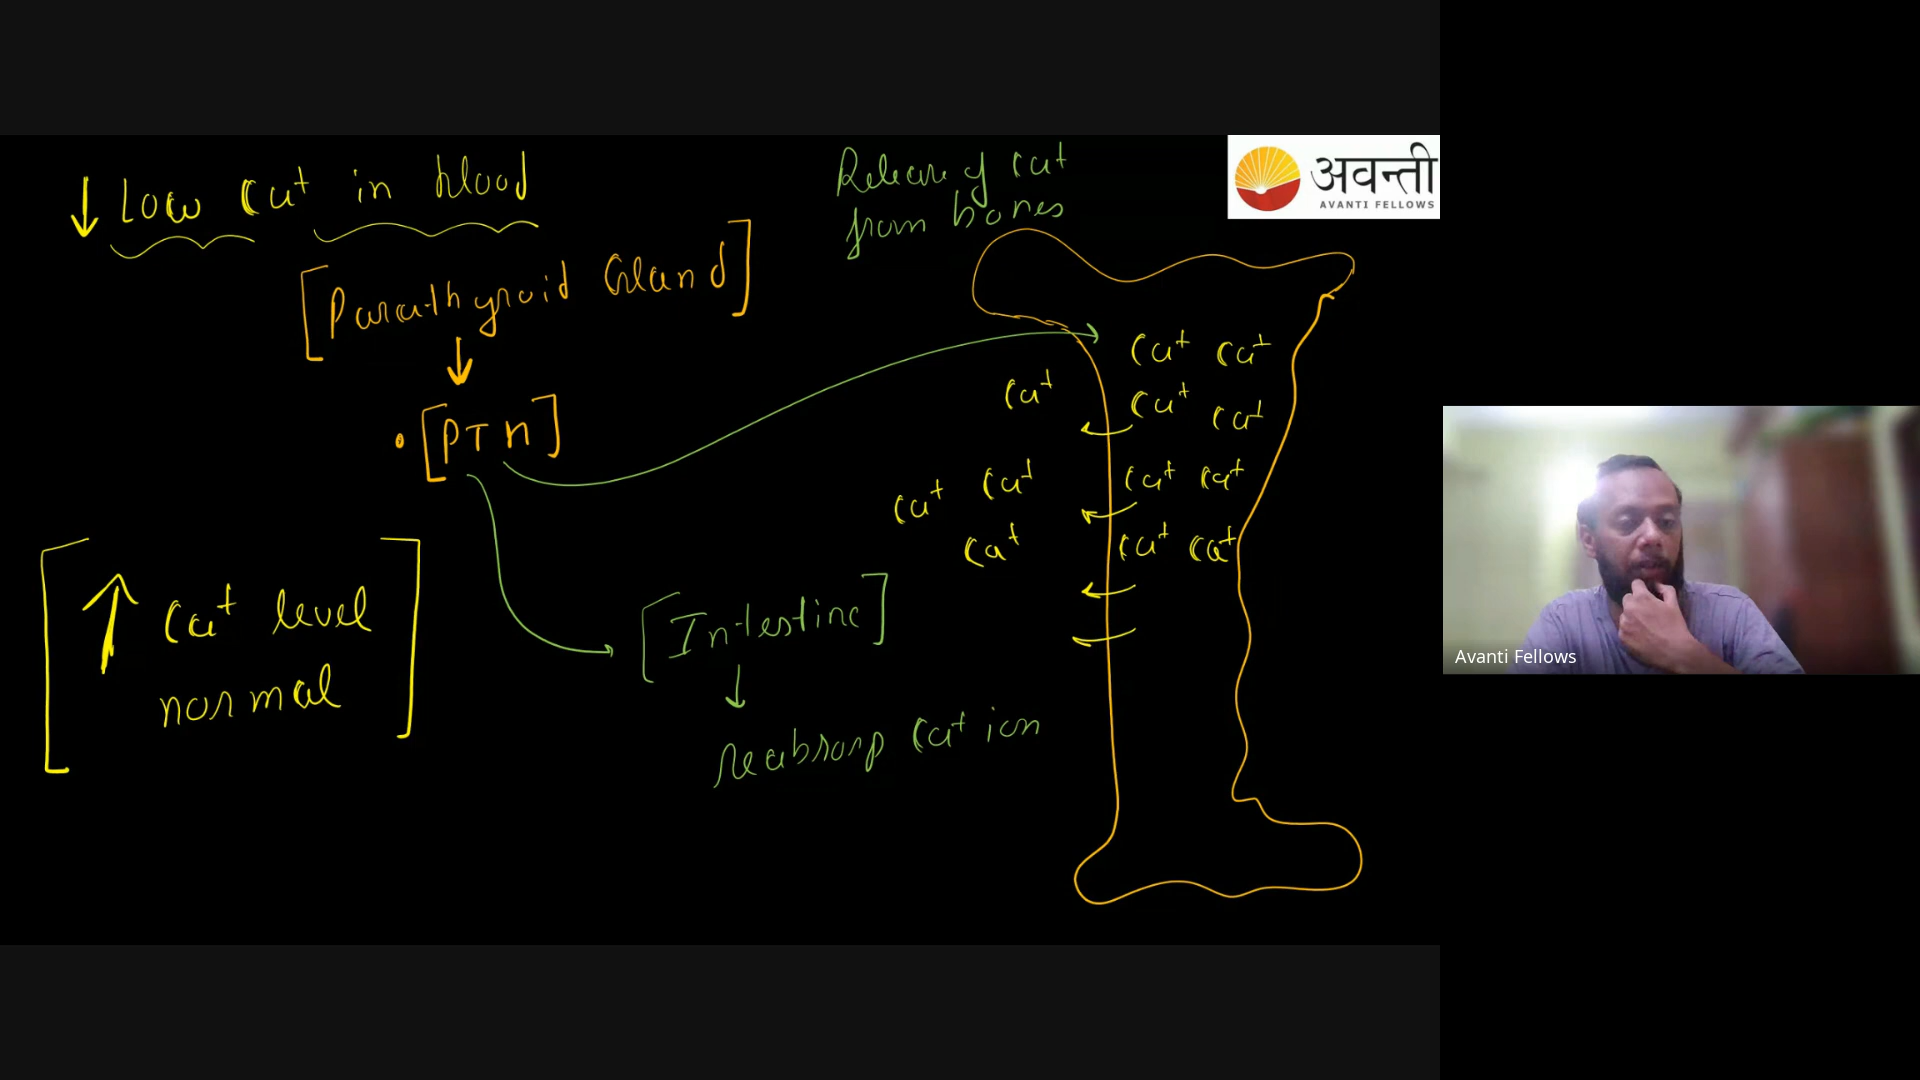 ↓ Low Ca+ in blood
[Parathyroid Gland]
↓
• [PTH]
↑ Ca+ level
normal
[Intestine]
↓
Reabsorp Ca+ ion
Release of Ca+
from bones
Ca+ Ca+
Ca+
Ca+ Ca+
Ca+ Ca+
Ca+ Ca+
Ca+
Ca+ Ca+
अवन्ती
AVANTI FELLOWS
Avanti Fellows